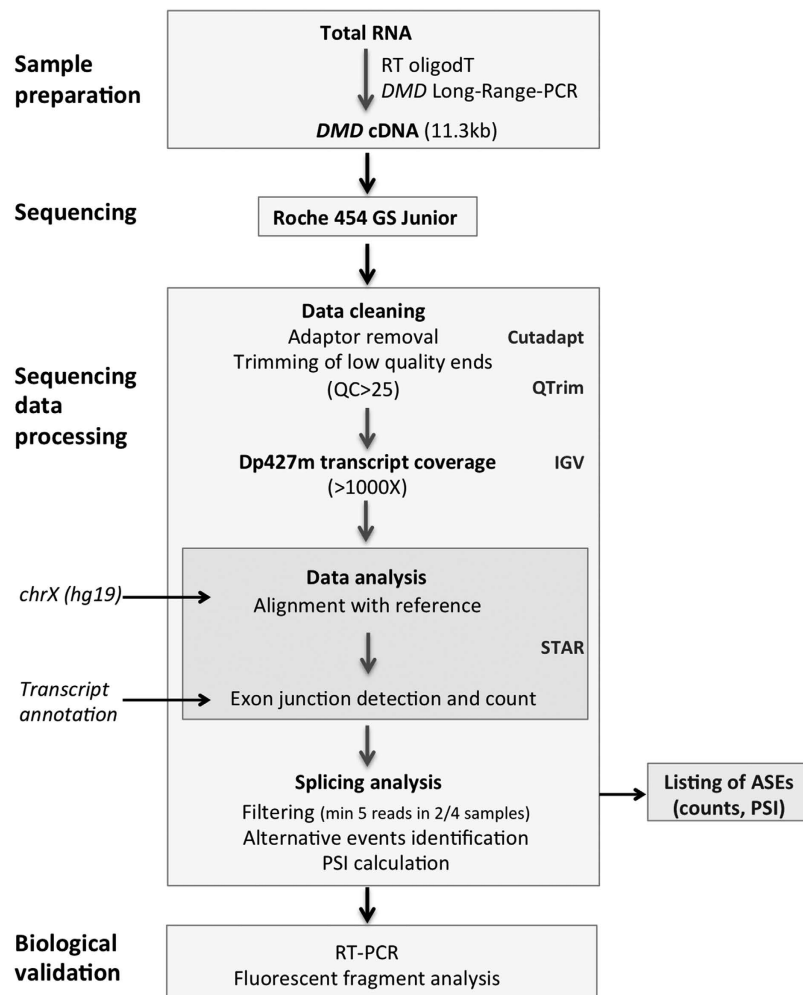 Sample
preparation
Total RNA
RT oligodT
DMD Long-Range-PCR
DMD cDNA (11.3kb)
Sequencing
Roche 454 GS Junior
Sequencing
data
processing
Data cleaning
Adaptor removal
Cutadapt
Trimming of low quality ends
(QC>25)
QTrim
Dp427m transcript coverage
IGV
(>1000X)
chrX (hg19)
Data analysis
Alignment with reference
STAR
Transcript
annotation
Exon junction detection and count
Splicing analysis
Filtering (min 5 reads in 2/4 samples)
Alternative events identification
PSI calculation
Listing of ASEs
(counts, PSI)
Biological
validation
RT-PCR
Fluorescent fragment analysis